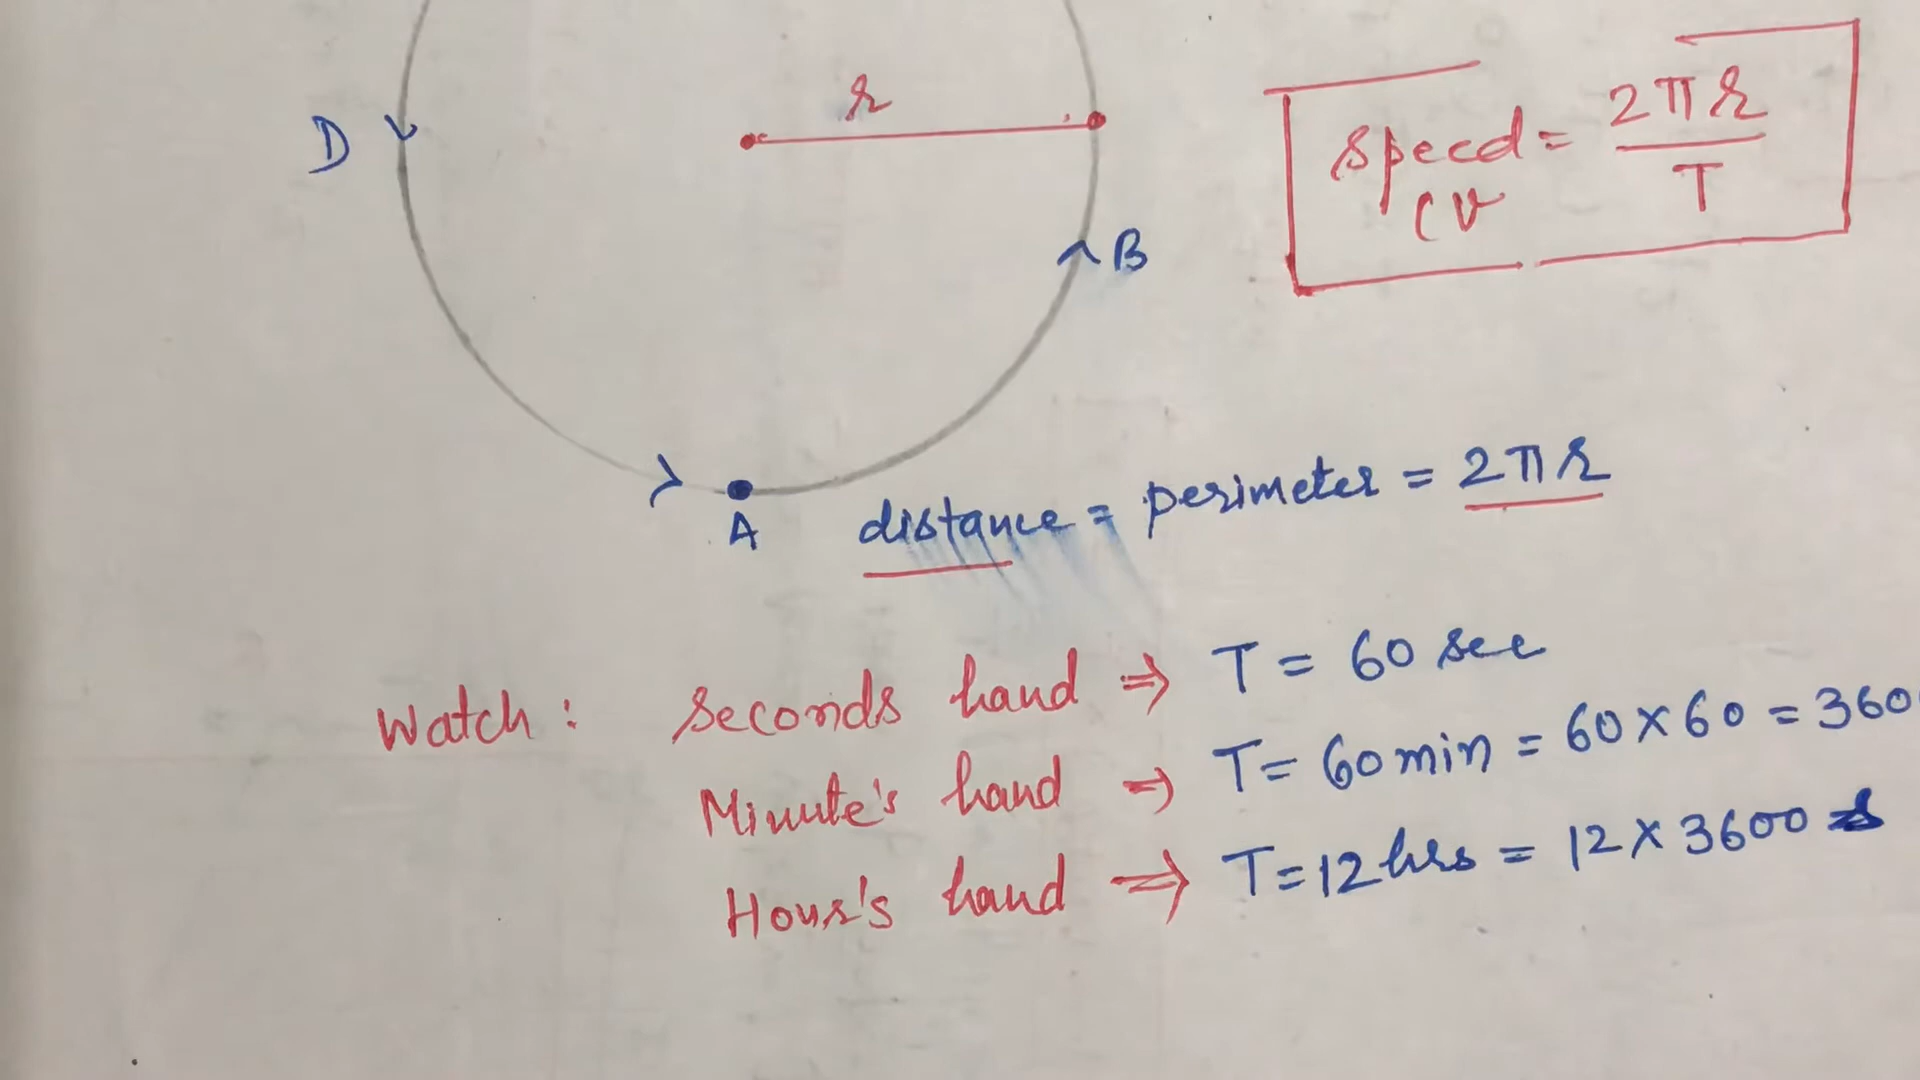 r
D
speed = 2πr / T
(v
B
A
distance = perimeter = 2πr
Watch : seconds hand ⇒ T = 60 sec
Minute's hand ⇒ T = 60 min = 60 × 60 = 360
Hour's hand ⇒ T = 12 hrs = 12 × 3600 s